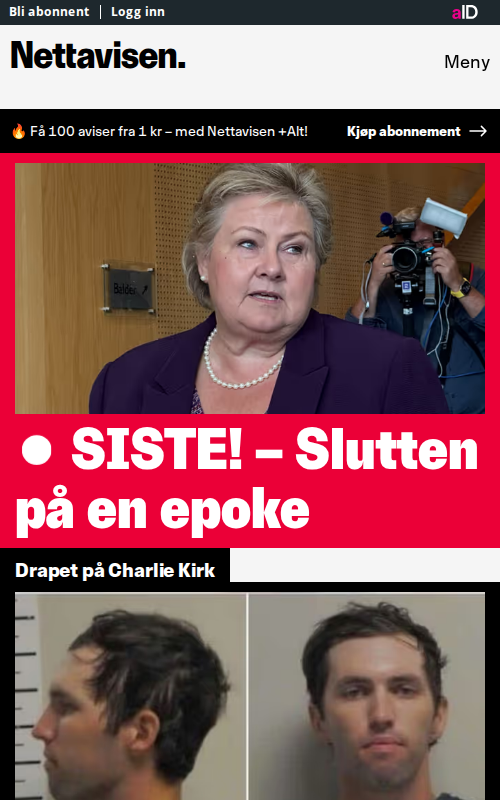 Bli abonnent | Logg inn
aID
Nettavisen.
Meny
🔥 Få 100 aviser fra 1 kr – med Nettavisen +Alt!
Kjøp abonnement →
Balder
● SISTE! – Slutten
på en epoke
Drapet på Charlie Kirk